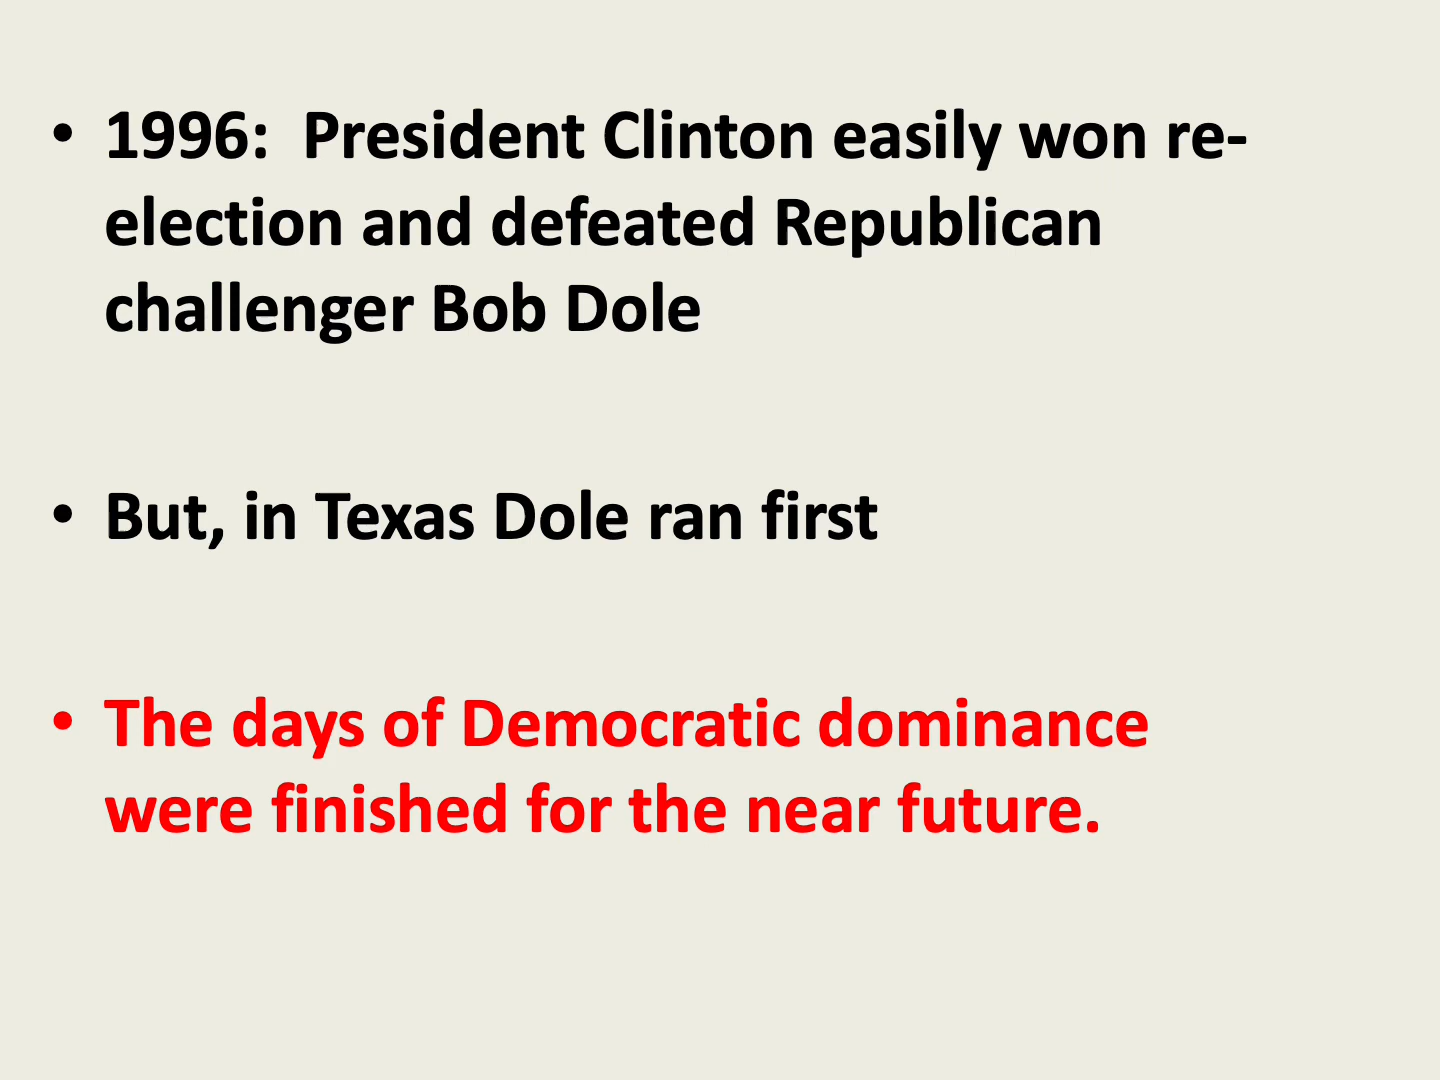 • 1996:  President Clinton easily won re-
election and defeated Republican
challenger Bob Dole
• But, in Texas Dole ran first
• The days of Democratic dominance
were finished for the near future.